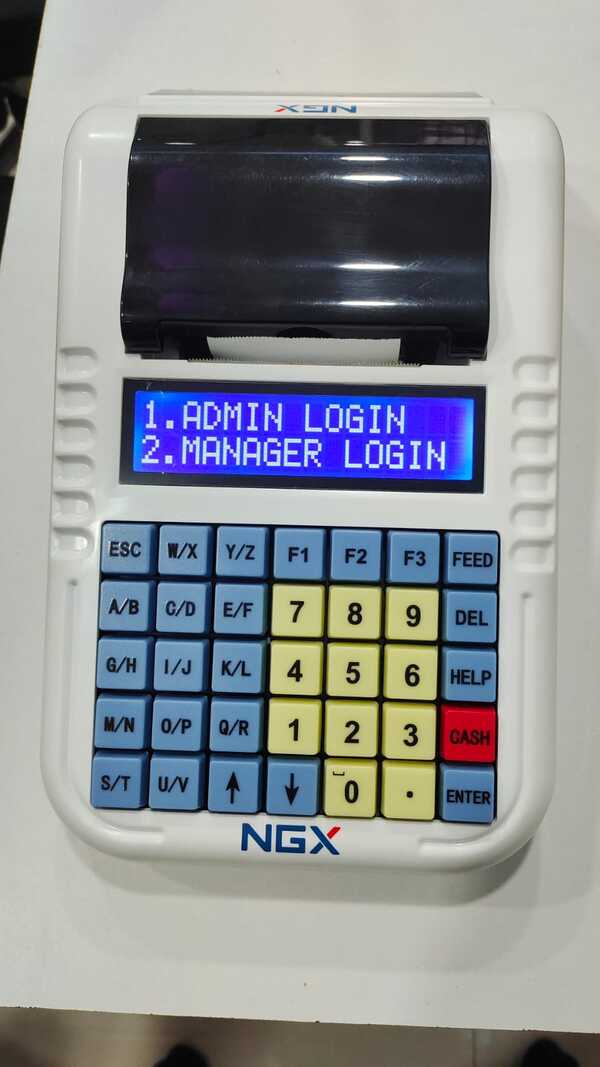 NGX
1.ADMIN LOGIN
2.MANAGER LOGIN
ESC W/X Y/Z F1 F2 F3 FEED
A/B C/D E/F 7 8 9 DEL
G/H I/J K/L 4 5 6 HELP
M/N O/P Q/R 1 2 3 CASH
S/T U/V ↑ ↓ 0 . ENTER
NGX